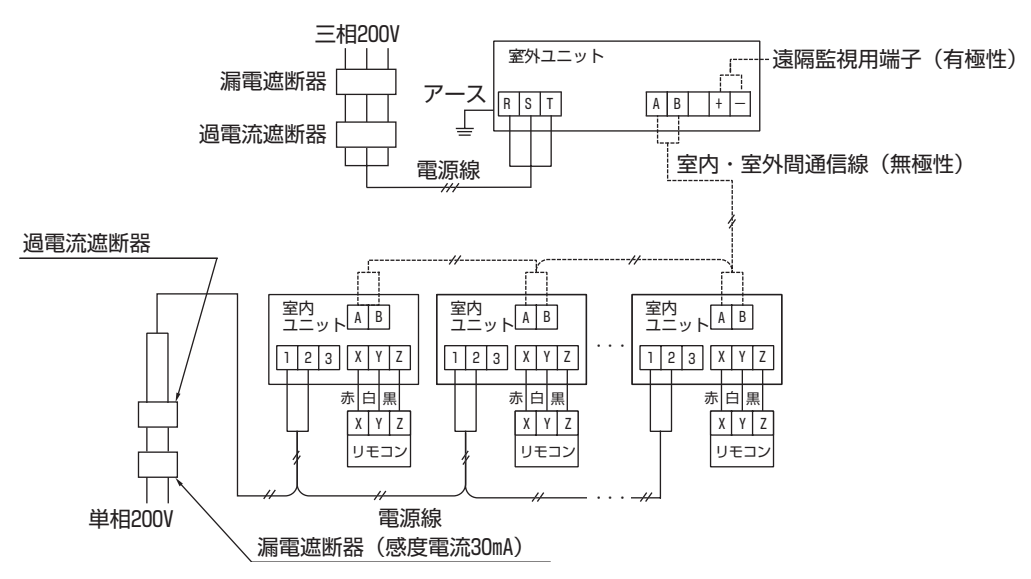 三相200V
漏電遮断器
過電流遮断器
アース
電源線
室外ユニット
R S T
A B + −
遠隔監視用端子（有極性）
室内・室外間通信線（無極性）
過電流遮断器
室内
ユニット
A B
1 2 3
X Y Z
赤 白 黒
X Y Z
リモコン
室内
ユニット
A B
1 2 3
X Y Z
赤 白 黒
X Y Z
リモコン
···
室内
ユニット
A B
1 2 3
X Y Z
赤 白 黒
X Y Z
リモコン
···
単相200V
電源線
漏電遮断器（感度電流30mA）